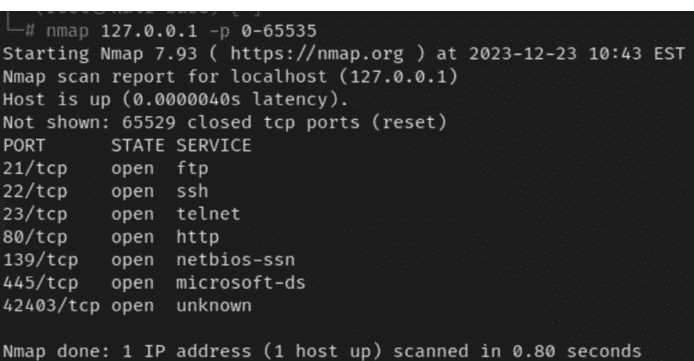 └─# nmap 127.0.0.1 -p 0-65535
Starting Nmap 7.93 ( https://nmap.org ) at 2023-12-23 10:43 EST
Nmap scan report for localhost (127.0.0.1)
Host is up (0.0000040s latency).
Not shown: 65529 closed tcp ports (reset)
PORT      STATE SERVICE
21/tcp    open  ftp
22/tcp    open  ssh
23/tcp    open  telnet
80/tcp    open  http
139/tcp   open  netbios-ssn
445/tcp   open  microsoft-ds
42403/tcp open  unknown
Nmap done: 1 IP address (1 host up) scanned in 0.80 seconds